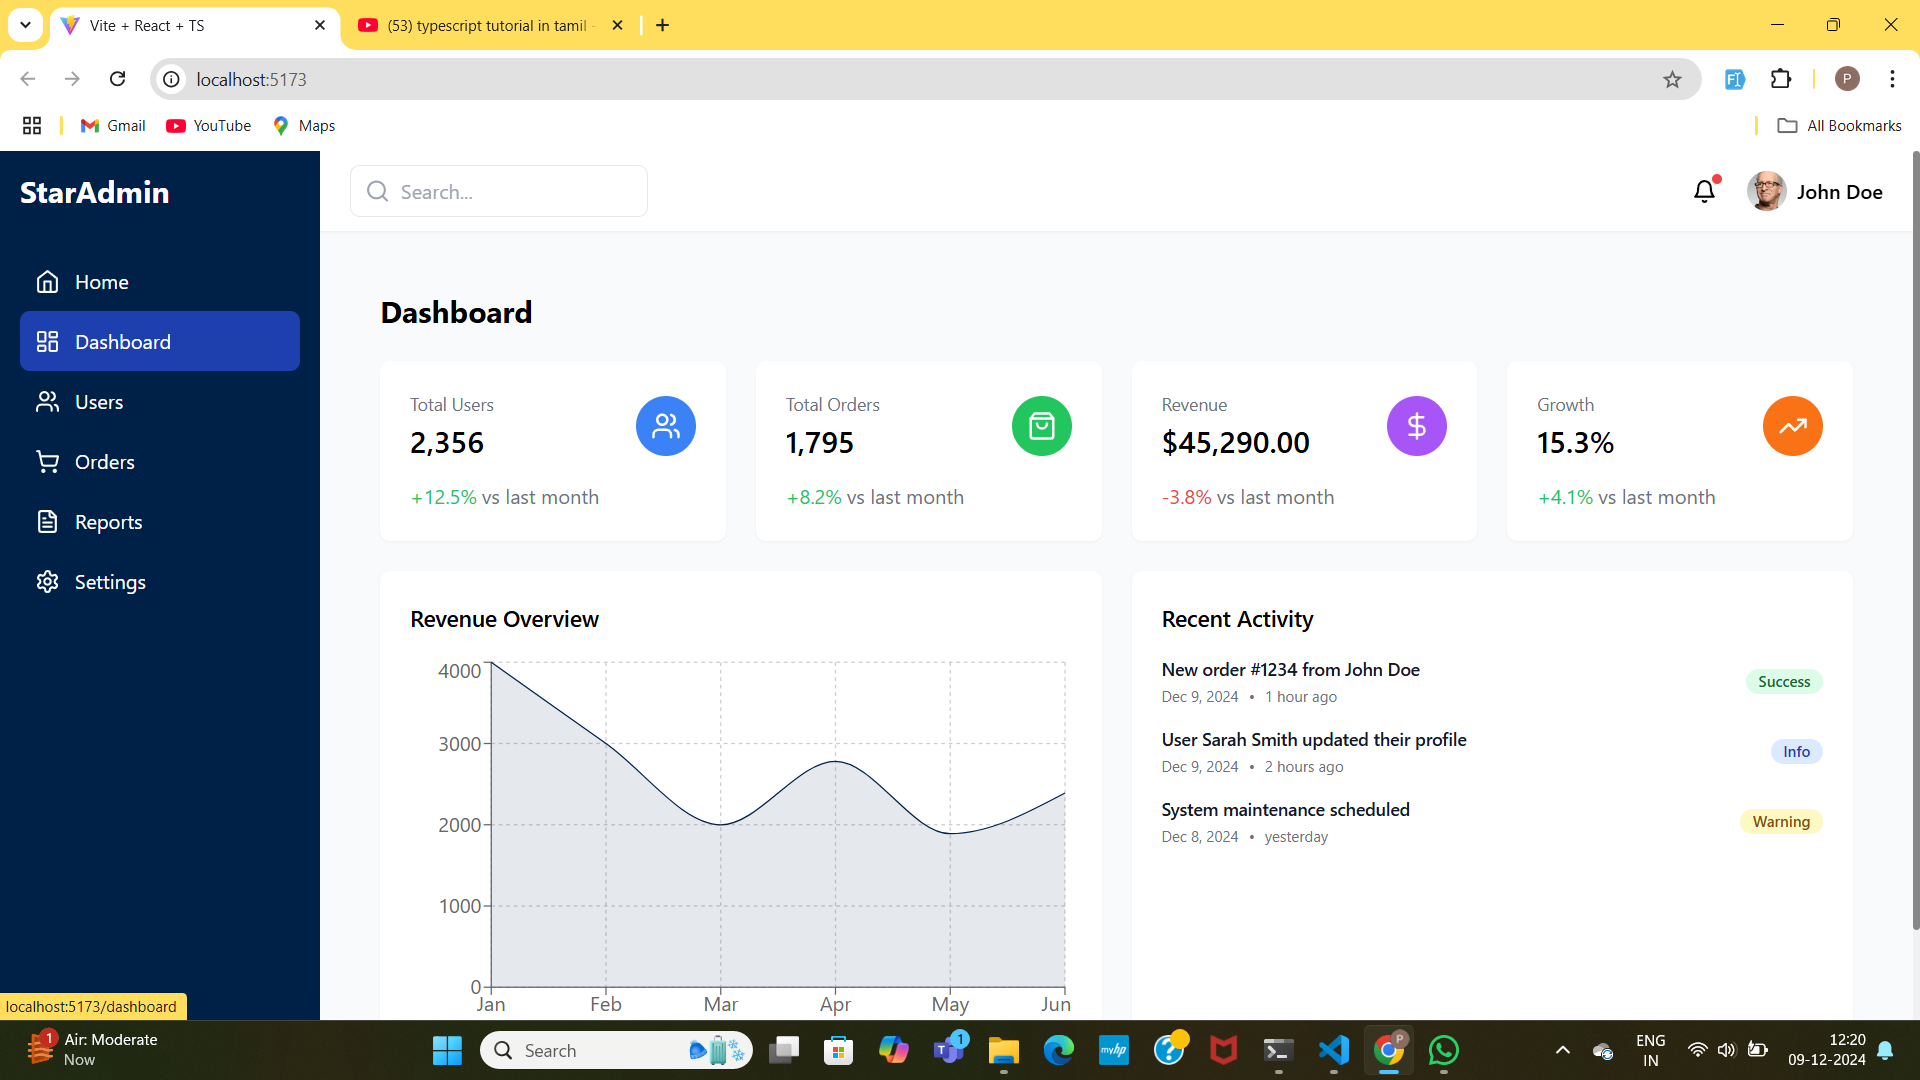 Vite + React + TS
(53) typescript tutorial in tamil -
localhost:5173
P
Gmail
YouTube
Maps
All Bookmarks
StarAdmin
Search...
John Doe
Home
Dashboard
Users
Orders
Reports
Settings
Dashboard
Total Users
2,356
+12.5% vs last month
Total Orders
1,795
+8.2% vs last month
Revenue
$45,290.00
-3.8% vs last month
Growth
15.3%
+4.1% vs last month
Revenue Overview
4000
3000
2000
1000
0
Jan Feb Mar Apr May Jun
Recent Activity
New order #1234 from John Doe
Dec 9, 2024 • 1 hour ago
Success
User Sarah Smith updated their profile
Dec 9, 2024 • 2 hours ago
Info
System maintenance scheduled
Dec 8, 2024 • yesterday
Warning
localhost:5173/dashboard
1
Air: Moderate
Now
Search
1
myhp
P
ENG
IN
12:20
09-12-2024